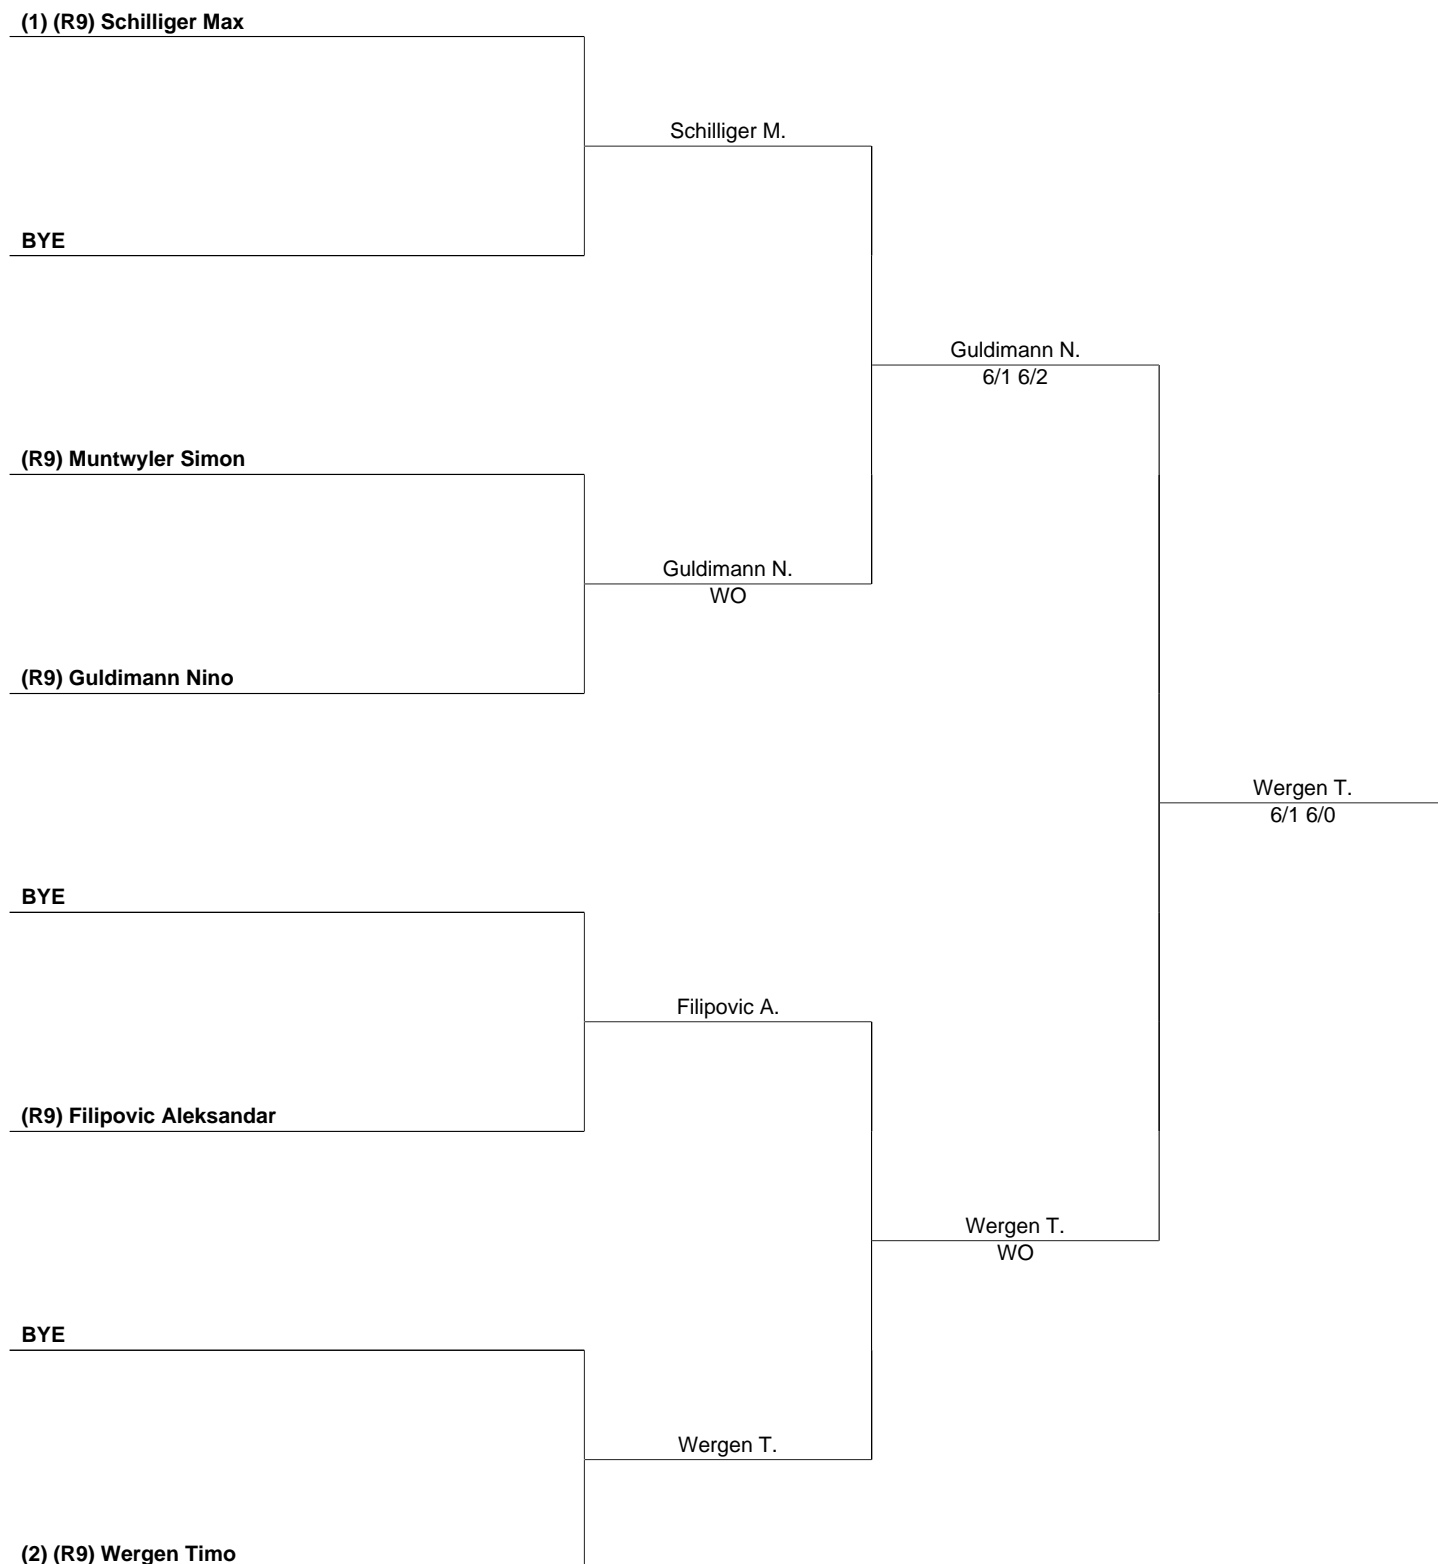 (1) (R9) Schilliger Max
Schilliger M.
BYE
Guldimann N.
6/1 6/2
(R9) Muntwyler Simon
Guldimann N.
WO
(R9) Guldimann Nino
Wergen T.
6/1 6/0
BYE
Filipovic A.
(R9) Filipovic Aleksandar
Wergen T.
WO
BYE
Wergen T.
(2) (R9) Wergen Timo